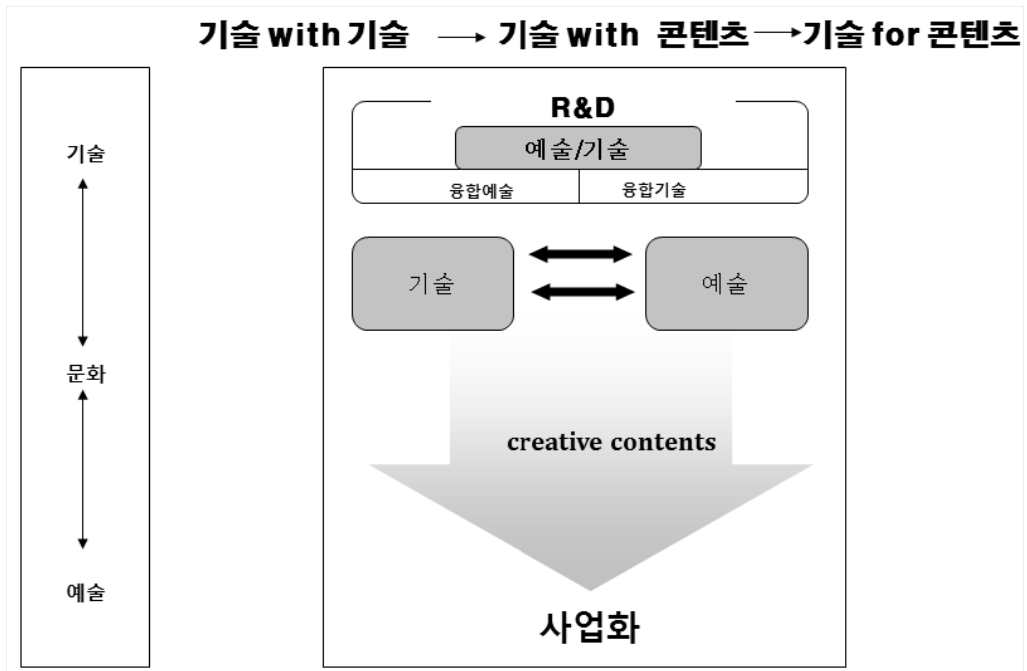 기술 with 기술 → 기술 with 콘텐츠 → 기술 for 콘텐츠
기술
문화
예술
R&D
예술/기술
융합예술 융합기술
기술 예술
creative contents
사업화